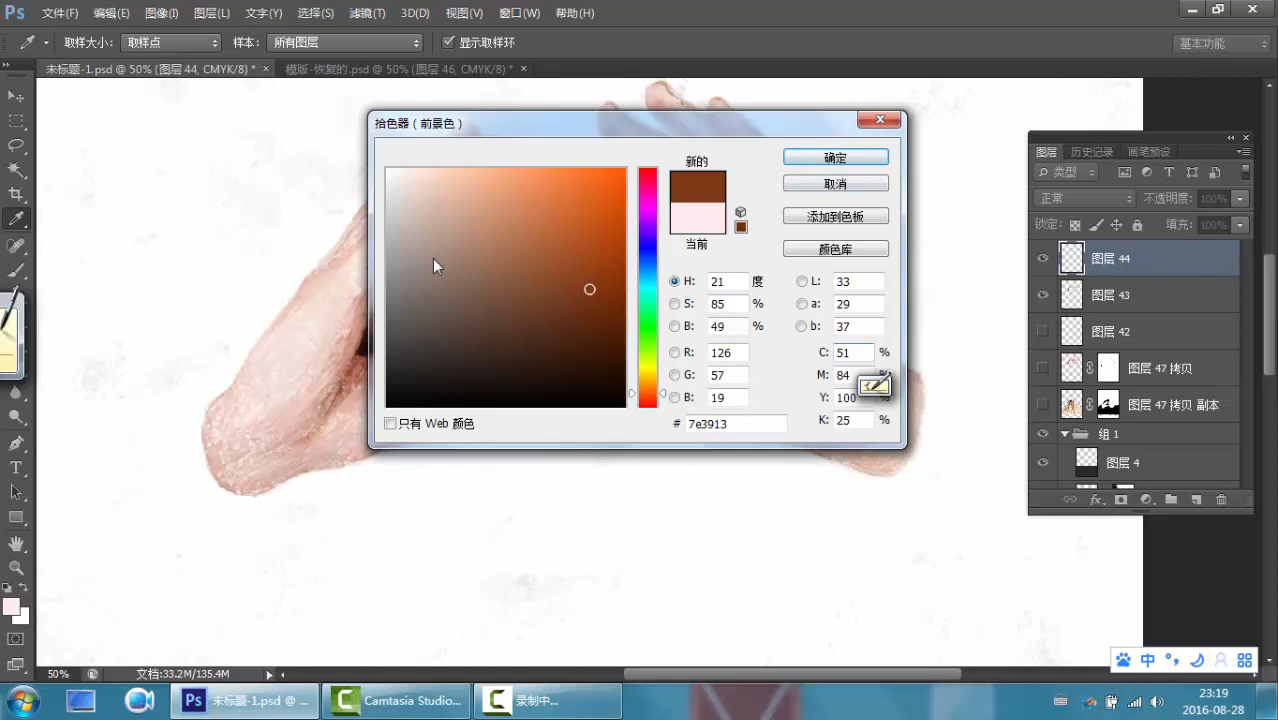 Ps 文件(F) 编辑(E) 图像(I) 图层(L) 文字(Y) 选择(S) 滤镜(T) 3D(D) 视图(V) 窗口(W) 帮助(H)
取样大小: 取样点 样本: 所有图层 显示取样环 基本功能
未标题-1.psd @ 50% (图层 44, CMYK/8) * × 模版-恢复的.psd @ 50% (图层 46, CMYK/8) * ×
拾色器（前景色）
新的
当前
确定
取消
添加到色板
颜色库
H: 21 度
S: 85 %
B: 49 %
R: 126
G: 57
B: 19
# 7e3913
L: 33
a: 29
b: 37
C: 51 %
M: 84 %
Y: 100
K: 25 %
只有 Web 颜色
图层 历史记录 画笔预设
类型
正常 不透明度: 100%
锁定: 填充: 100%
图层 44
图层 43
图层 42
图层 47 拷贝
图层 47 拷贝 副本
组 1
图层 4
fx
T
50% 文档:33.2M/135.4M
中
Ps 未标题-1.psd @ ...
Camtasia Studio...
录制中...
23:19
2016-08-28